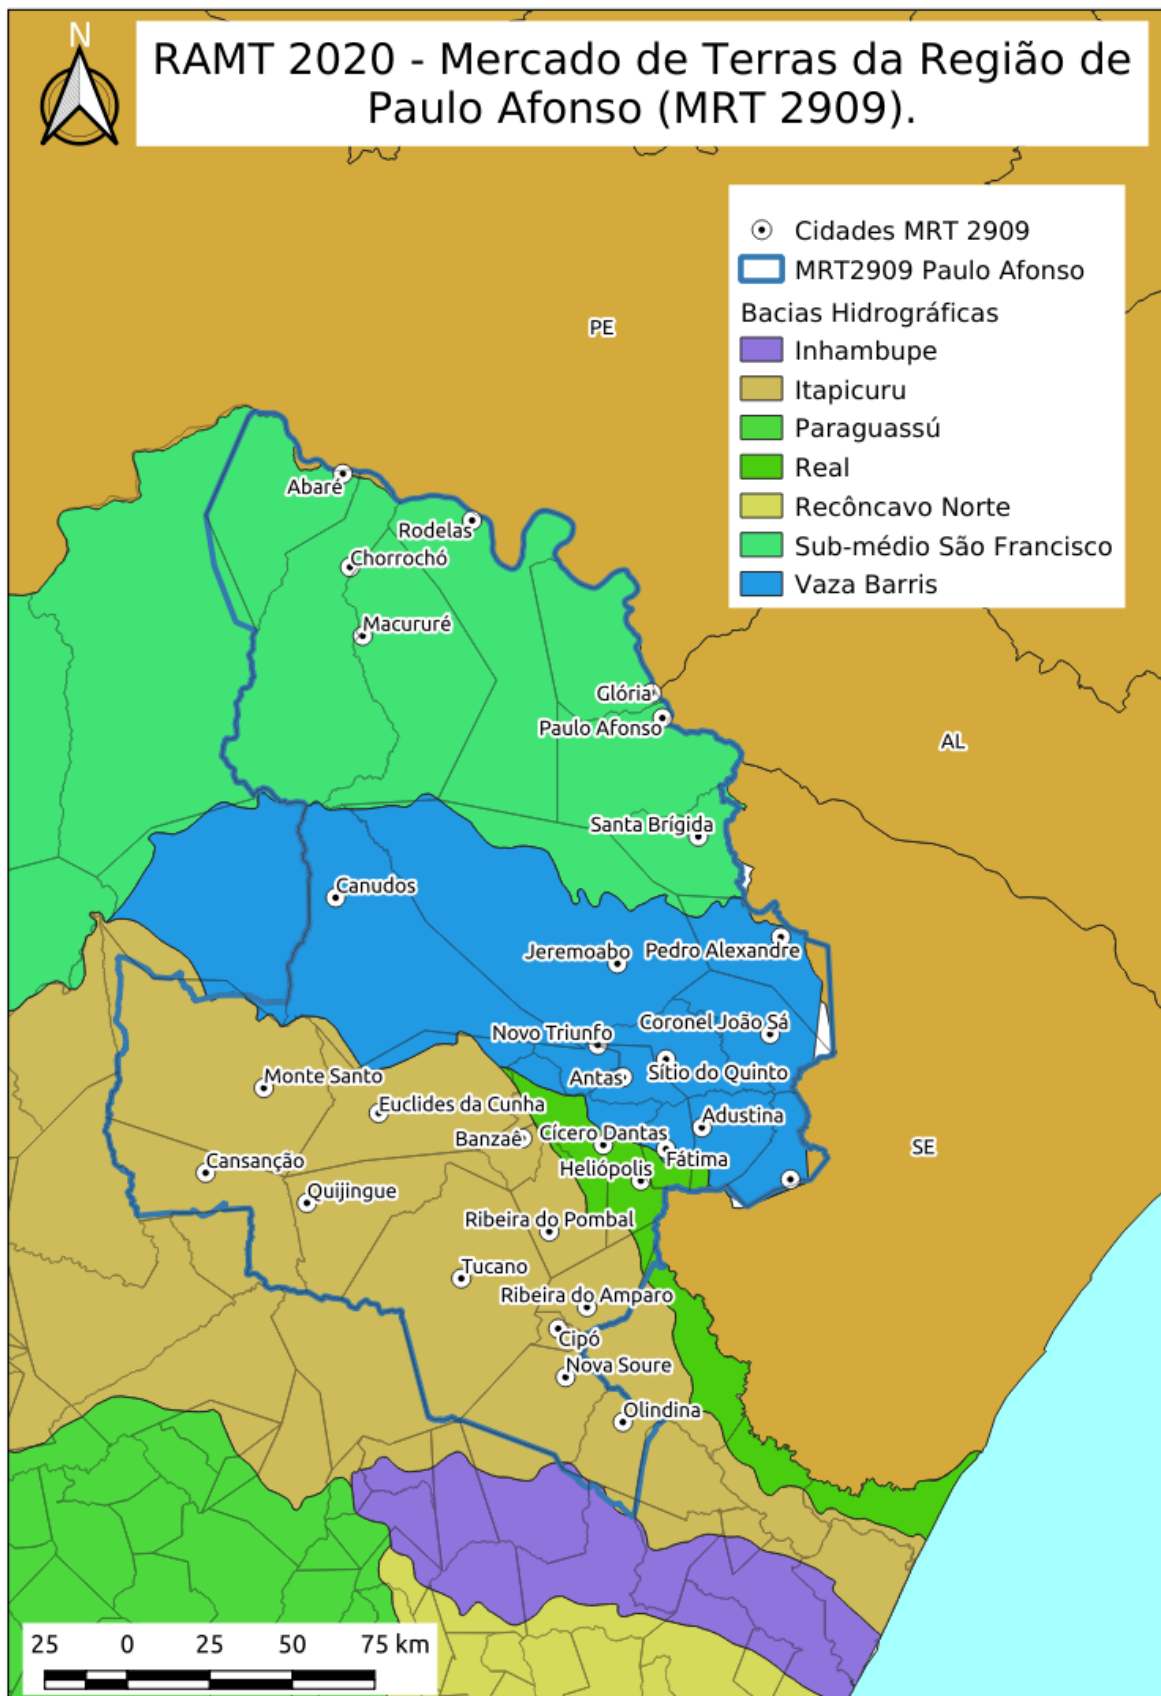 N
RAMT 2020 - Mercado de Terras da Região de
Paulo Afonso (MRT 2909).
Cidades MRT 2909
MRT2909 Paulo Afonso
Bacias Hidrográficas
Inhambupe
Itapicuru
Paraguassú
Real
Recôncavo Norte
Sub-médio São Francisco
Vaza Barris
PE
Abaré
Rodelas
Chorrochó
Macururé
Glória
Paulo Afonso
AL
Santa Brígida
Canudos
Jeremoabo
Pedro Alexandre
Coronel João Sá
Novo Triunfo
Sítio do Quinto
Antas
Monte Santo
Euclides da Cunha
Adustina
Banzaê
Cícero Dantas
Fátima
SE
Cansanção
Heliópolis
Quijingue
Ribeira do Pombal
Tucano
Ribeira do Amparo
Cipó
Nova Soure
Olindina
25 0 25 50 75 km